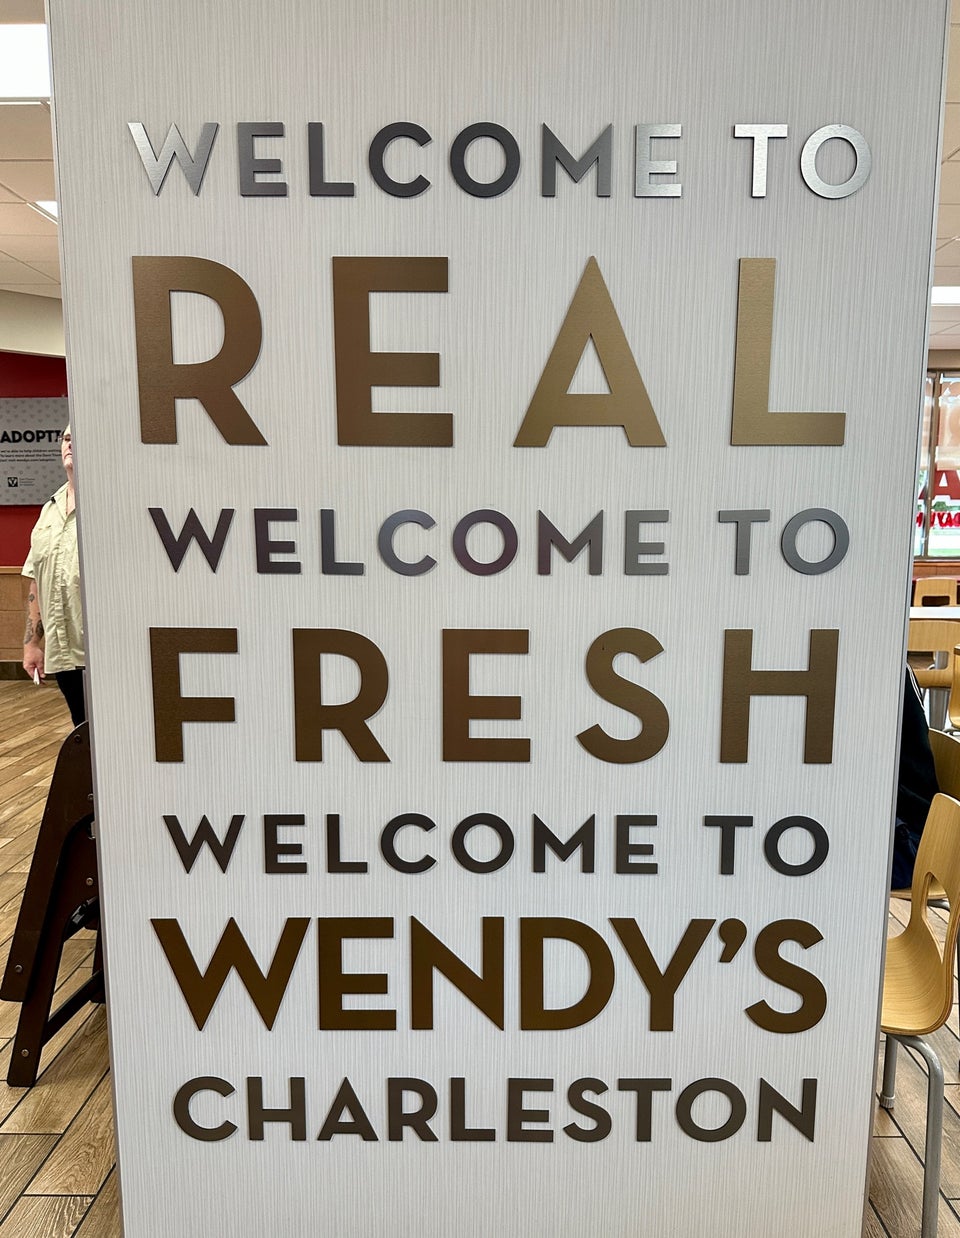 WELCOME TO
REAL
WELCOME TO
FRESH
WELCOME TO
WENDY'S
CHARLESTON
ADOPT